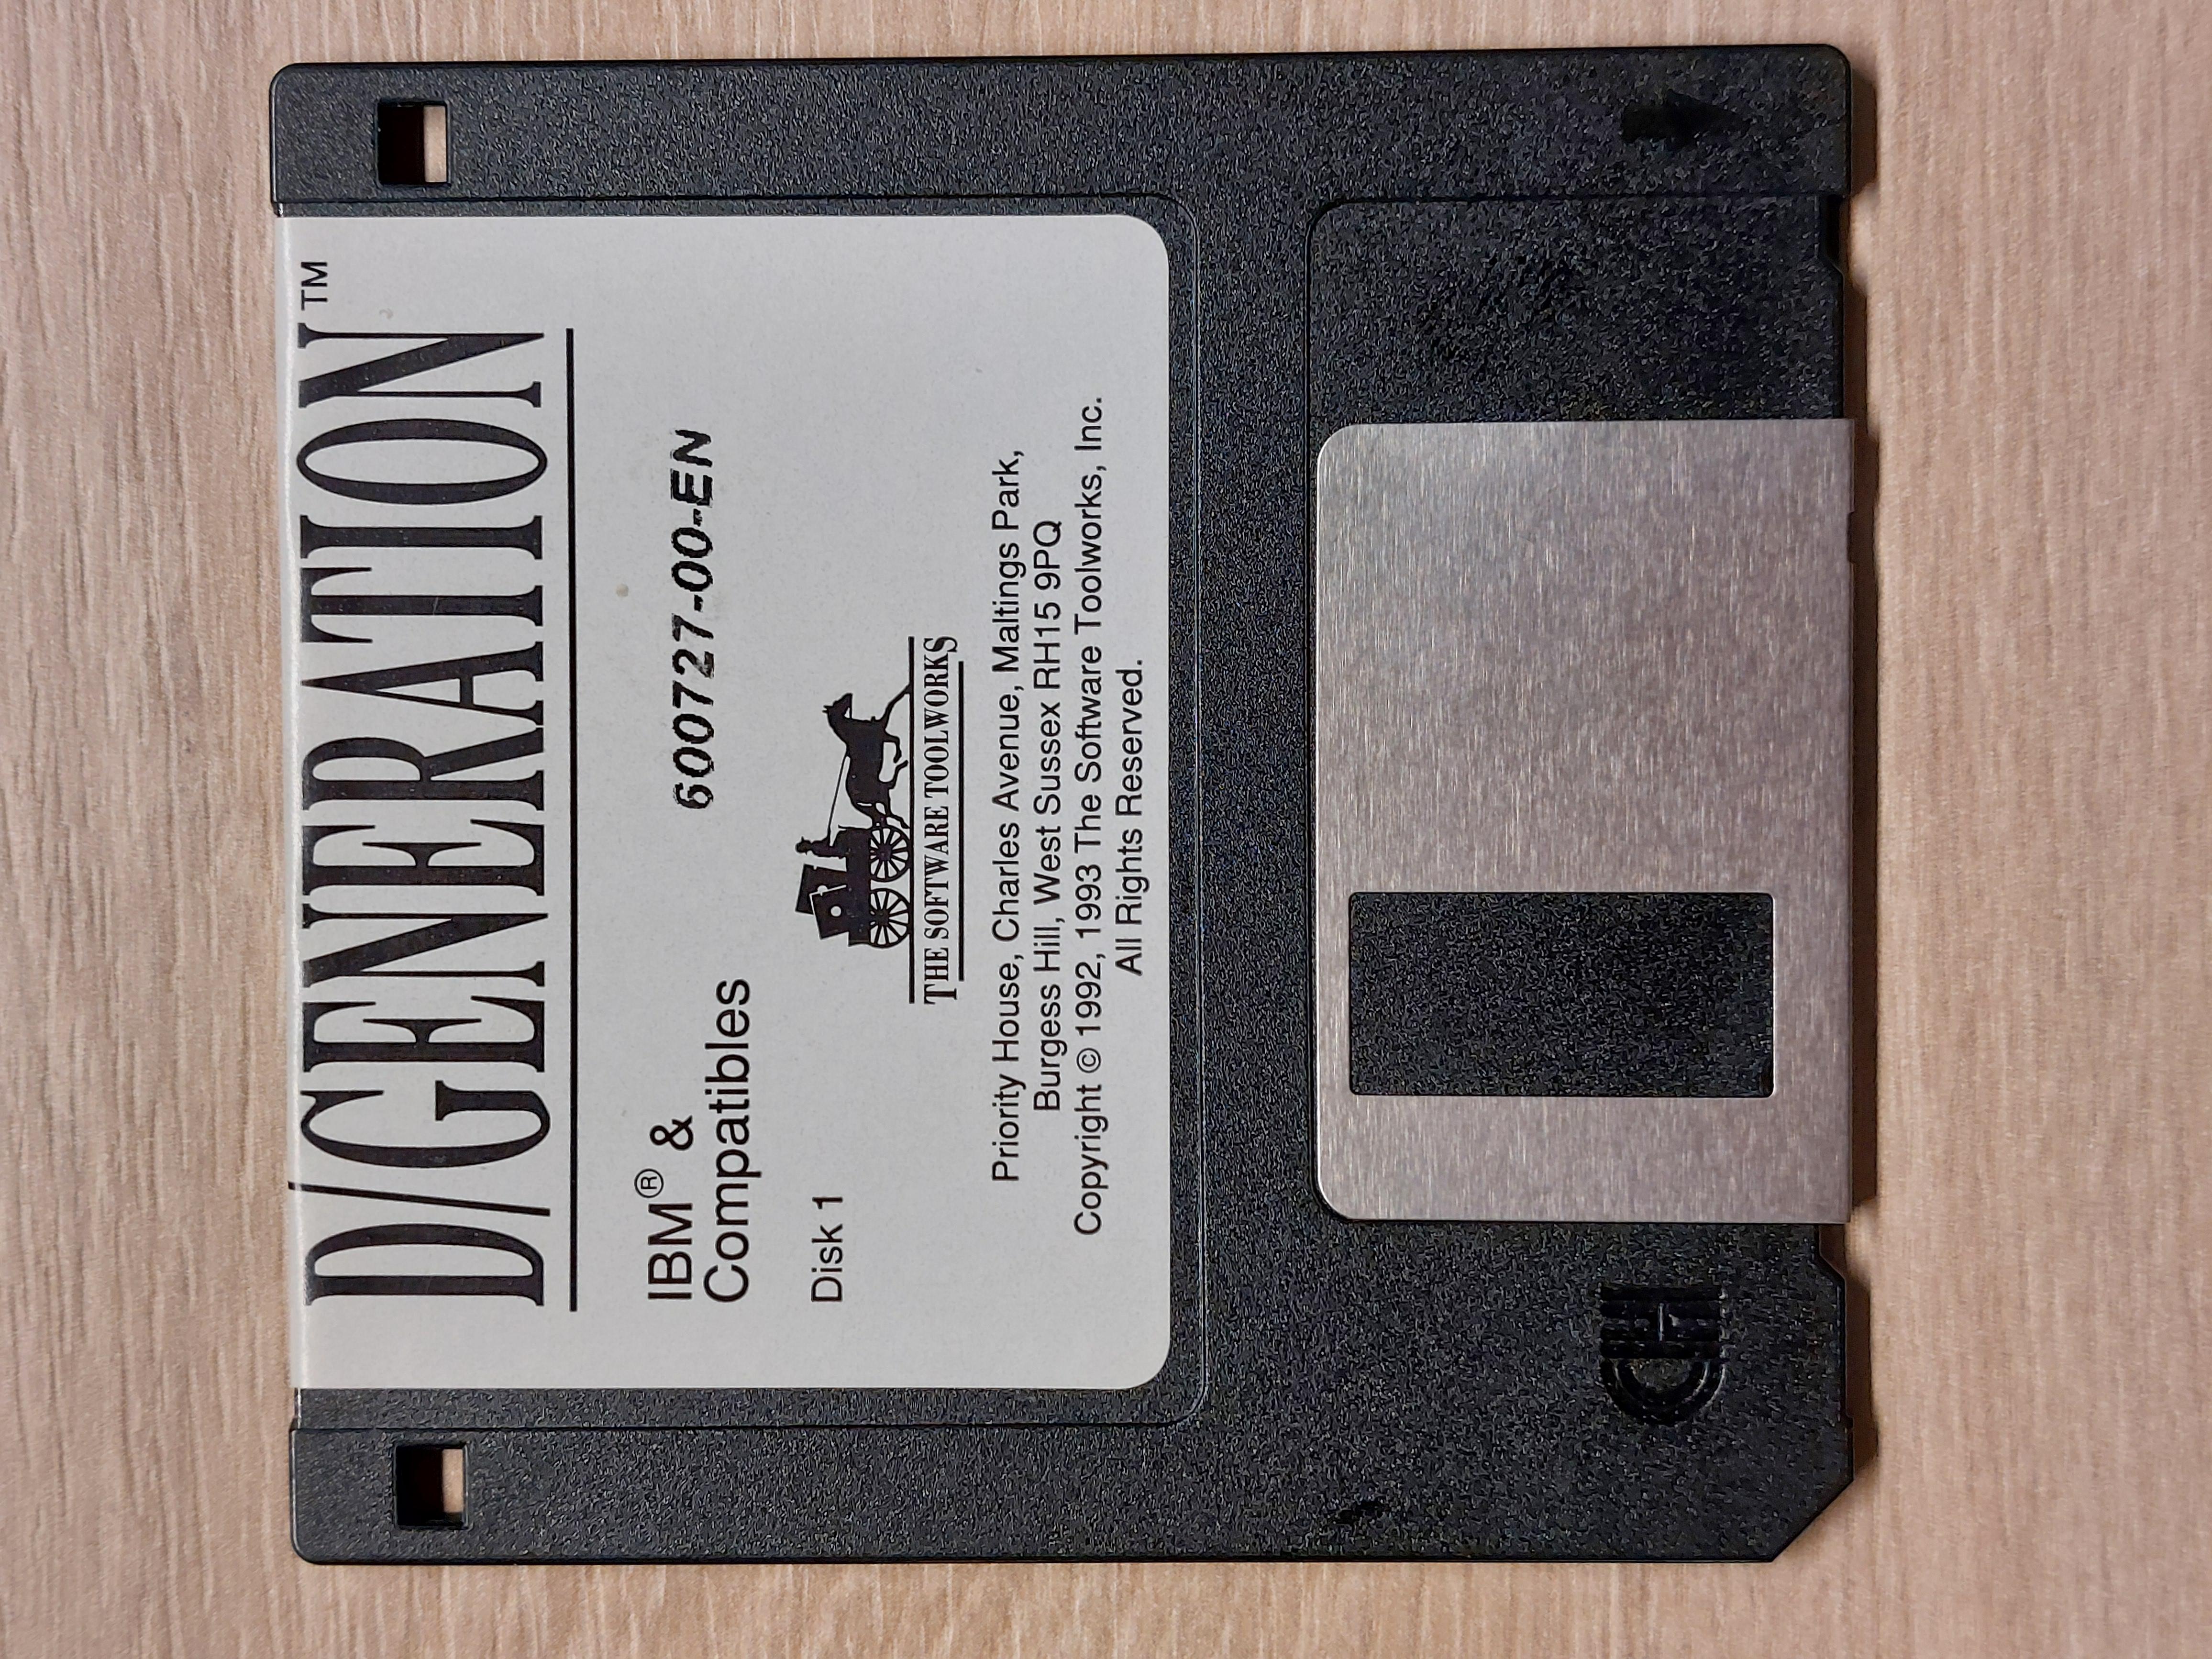 D/GENERATION™
IBM® &
Compatibles
600727-00-EN
Disk 1
THE SOFTWARE TOOLWORKS
Priority House, Charles Avenue, Maltings Park,
Burgess Hill, West Sussex RH15 9PQ
Copyright © 1992, 1993 The Software Toolworks, Inc.
All Rights Reserved.
HD